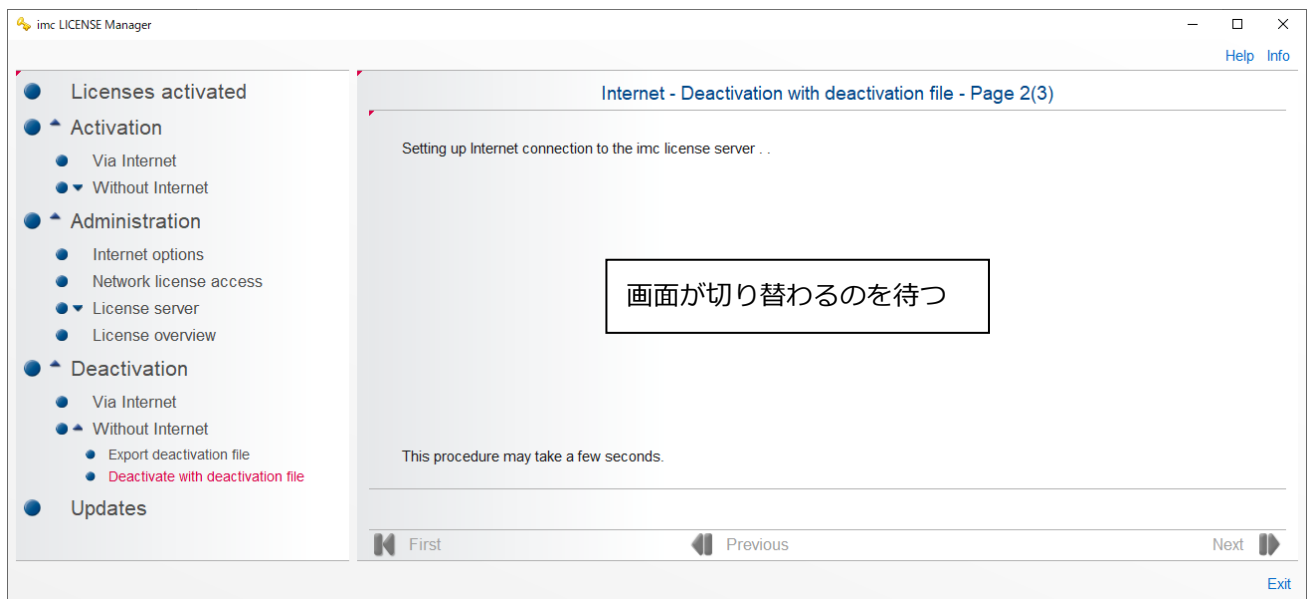 imc LICENSE Manager
Help Info
Licenses activated
Activation
Via Internet
Without Internet
Administration
Internet options
Network license access
License server
License overview
Deactivation
Via Internet
Without Internet
Export deactivation file
Deactivate with deactivation file
Updates
Internet - Deactivation with deactivation file - Page 2(3)
Setting up Internet connection to the imc license server . .
画面が切り替わるのを待つ
This procedure may take a few seconds.
First Previous Next
Exit